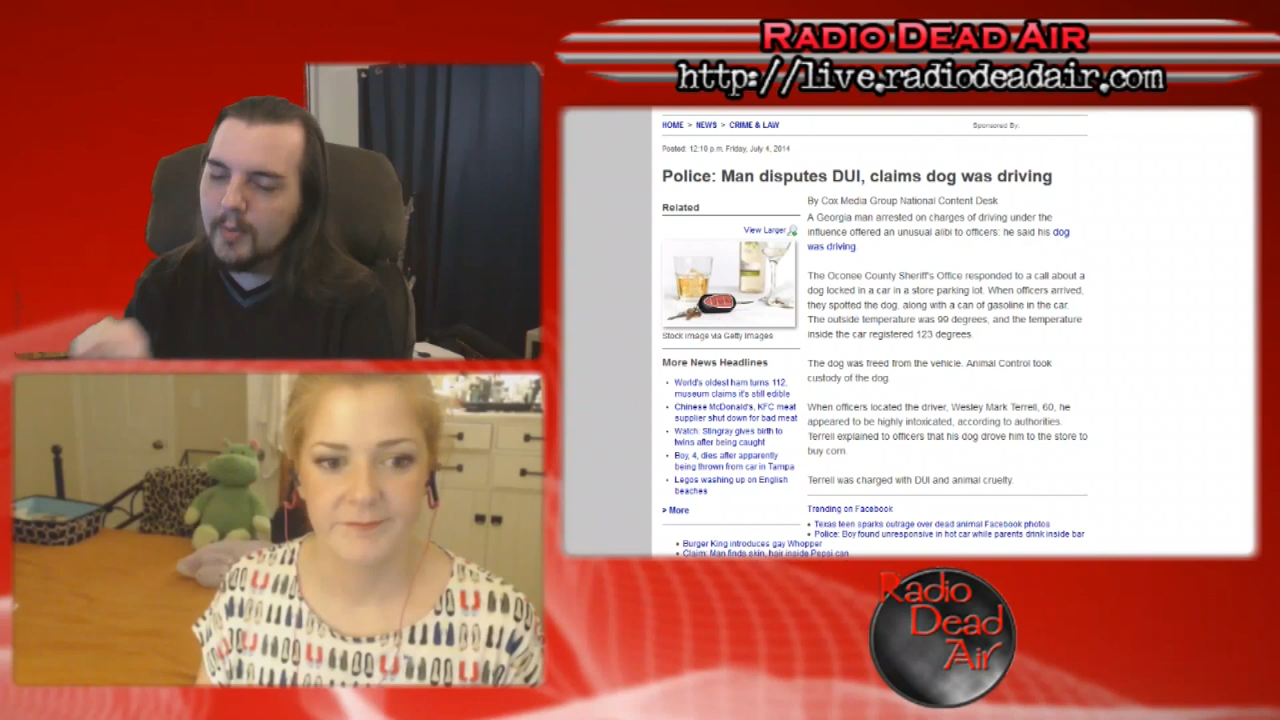 RADIO DEAD AIR
http://live.radiodeadair.com
HOME > NEWS > CRIME & LAW
Sponsored By:
Posted: 12:10 p.m. Friday, July 4, 2014
Police: Man disputes DUI, claims dog was driving
Related
View Larger
Stock image via Getty Images
More News Headlines
World's oldest ham turns 112,
museum claims it's still edible
Chinese McDonald's, KFC meat
supplier shut down for bad meat
Watch: Stingray gives birth to
twins after being caught
Boy, 4, dies after apparently
being thrown from car in Tampa
Legos washing up on English
beaches
> More
By Cox Media Group National Content Desk
A Georgia man arrested on charges of driving under the
influence offered an unusual alibi to officers: he said his dog
was driving.
The Oconee County Sheriff's Office responded to a call about a
dog locked in a car in a store parking lot. When officers arrived,
they spotted the dog, along with a can of gasoline in the car.
The outside temperature was 99 degrees, and the temperature
inside the car registered 123 degrees.
The dog was freed from the vehicle. Animal Control took
custody of the dog.
When officers located the driver, Wesley Mark Terrell, 60, he
appeared to be highly intoxicated, according to authorities.
Terrell explained to officers that his dog drove him to the store to
buy corn.
Terrell was charged with DUI and animal cruelty.
Trending on Facebook
Texas teen sparks outrage over dead animal Facebook photos
Police: Boy found unresponsive in hot car while parents drink inside bar
Burger King introduces gay Whopper
Claim: Man finds skin, hair inside Pepsi can
Radio
Dead
Air